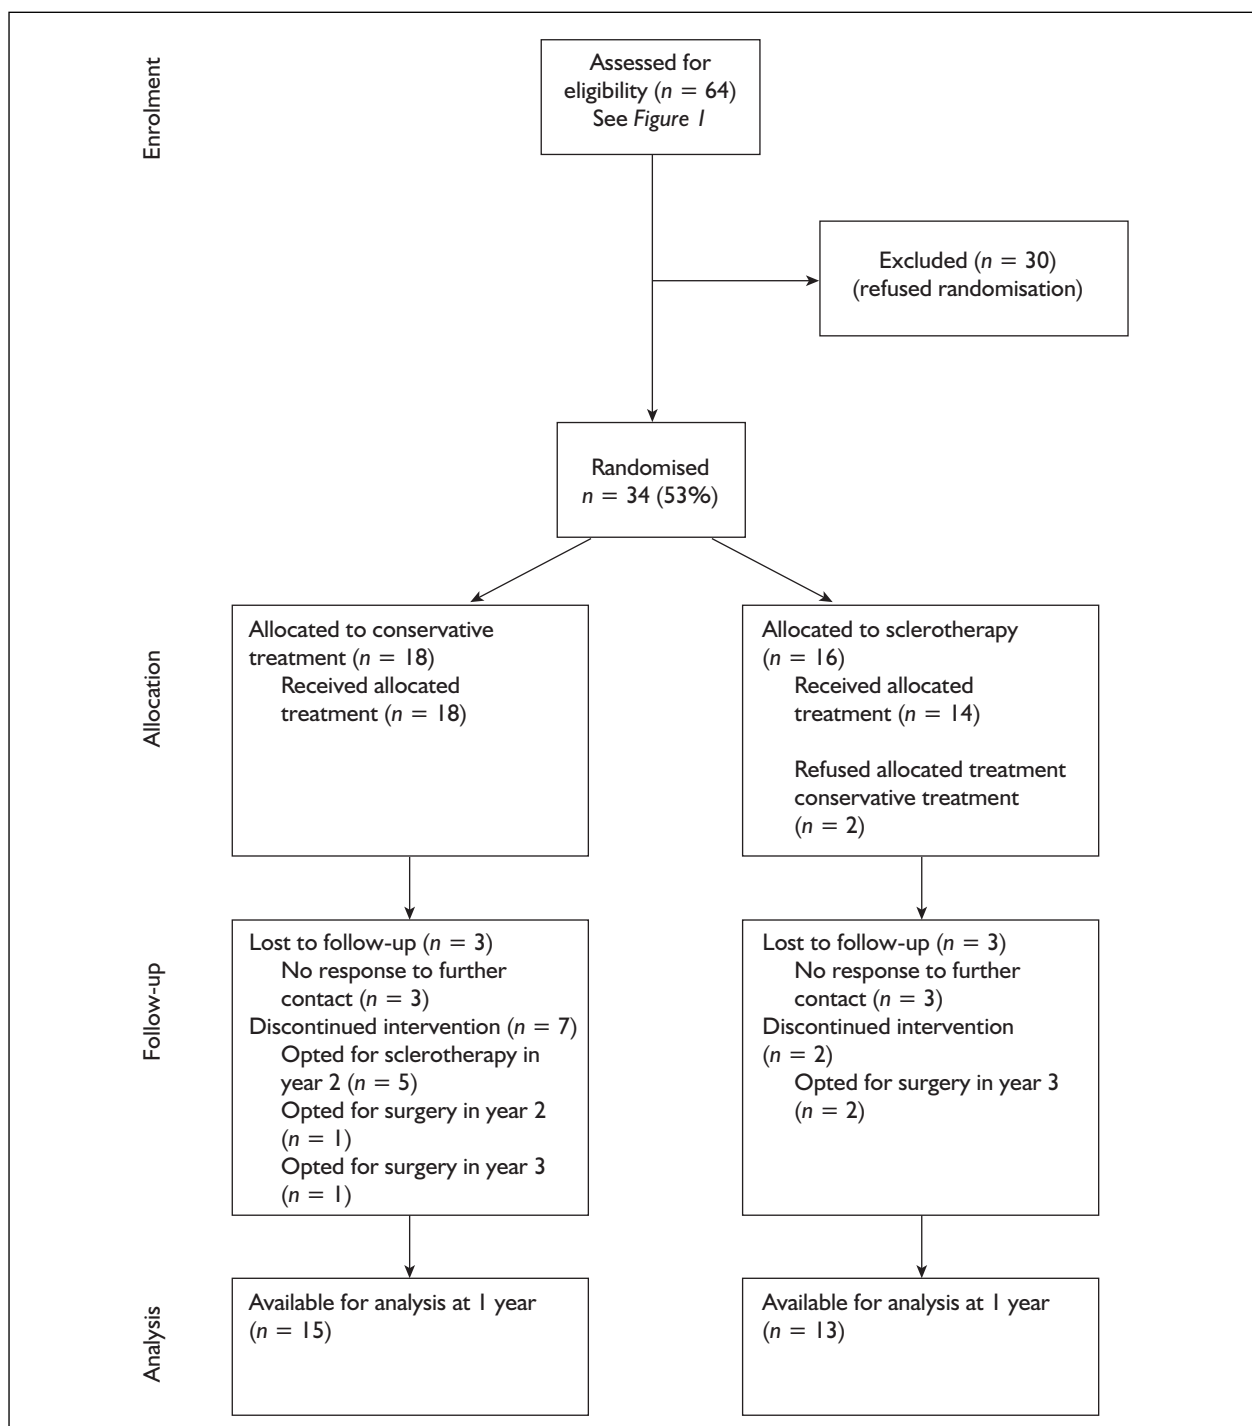 Enrolment
Assessed for
eligibility (n = 64)
See Figure 1
Excluded (n = 30)
(refused randomisation)
Randomised
n = 34 (53%)
Allocation
Allocated to conservative
treatment (n = 18)
Received allocated
treatment (n = 18)
Allocated to sclerotherapy
(n = 16)
Received allocated
treatment (n = 14)
Refused allocated treatment
conservative treatment
(n = 2)
Follow-up
Lost to follow-up (n = 3)
No response to further
contact (n = 3)
Discontinued intervention (n = 7)
Opted for sclerotherapy in
year 2 (n = 5)
Opted for surgery in year 2
(n = 1)
Opted for surgery in year 3
(n = 1)
Lost to follow-up (n = 3)
No response to further
contact (n = 3)
Discontinued intervention
(n = 2)
Opted for surgery in year 3
(n = 2)
Analysis
Available for analysis at 1 year
(n = 15)
Available for analysis at 1 year
(n = 13)